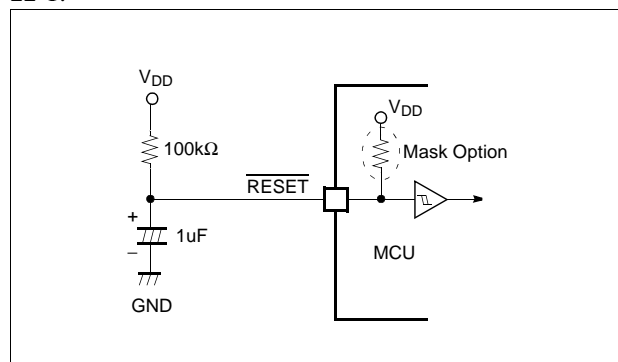 VDD
100kΩ
+
1uF
–
GND
RESET
VDD
Mask Option
MCU